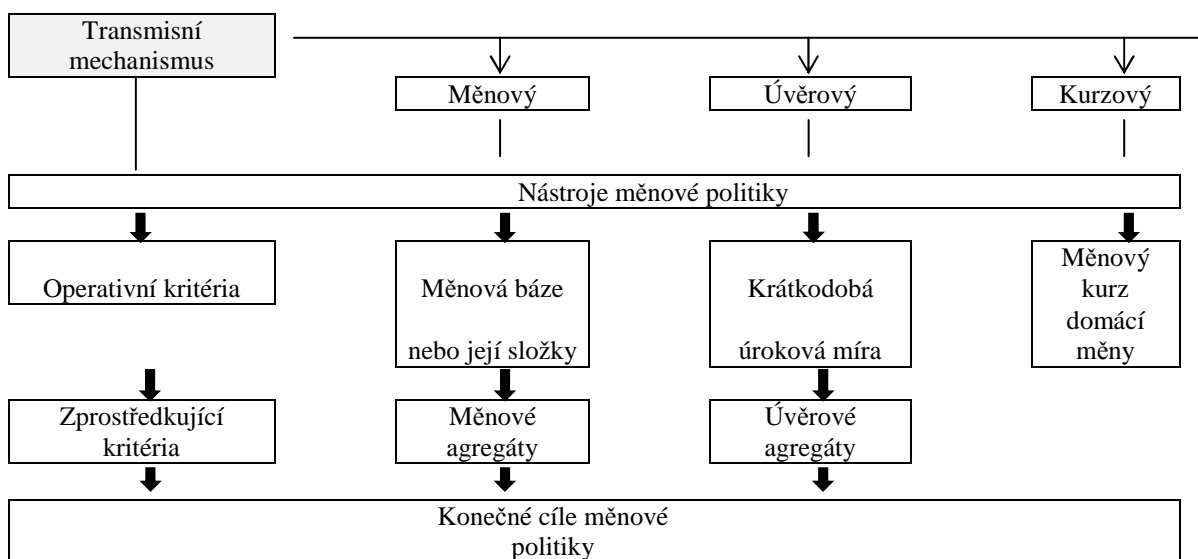 Transmisní
mechanismus
Měnový
Úvěrový
Kurzový
Nástroje měnové politiky
Operativní kritéria
Měnová báze
nebo její složky
Krátkodobá
úroková míra
Měnový
kurz
domácí
měny
Zprostředkující
kritéria
Měnové
agregáty
Úvěrové
agregáty
Konečné cíle měnové
politiky